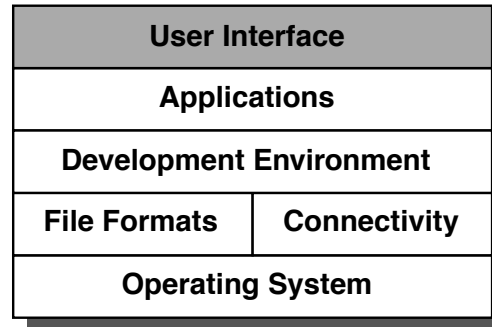 User Interface
Applications
Development Environment
File Formats Connectivity
Operating System